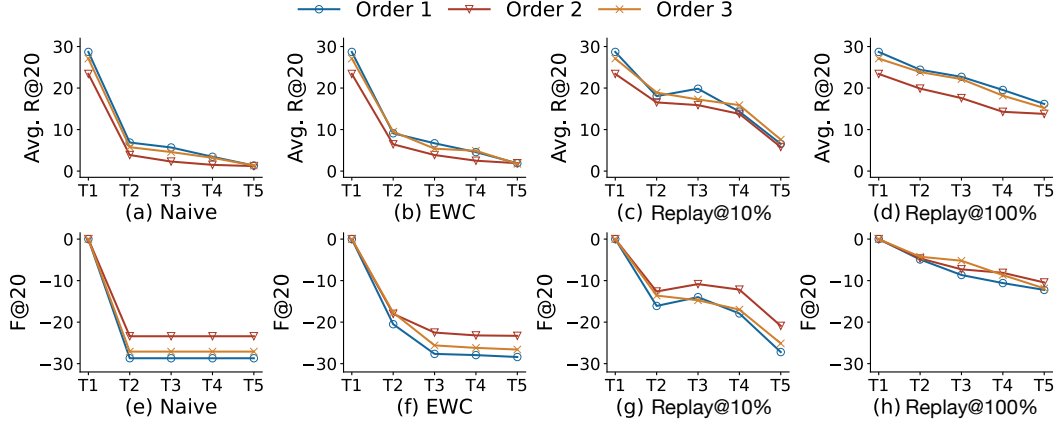 Order 1 Order 2 Order 3
Avg. R@20
30
20
10
0
T1 T2 T3 T4 T5
(a) Naive
Avg. R@20
30
20
10
0
T1 T2 T3 T4 T5
(b) EWC
Avg. R@20
30
20
10
0
T1 T2 T3 T4 T5
(c) Replay@10%
Avg. R@20
30
20
10
0
T1 T2 T3 T4 T5
(d) Replay@100%
F@20
0
−10
−20
−30
T1 T2 T3 T4 T5
(e) Naive
F@20
0
−10
−20
−30
T1 T2 T3 T4 T5
(f) EWC
F@20
0
−10
−20
−30
T1 T2 T3 T4 T5
(g) Replay@10%
F@20
0
−10
−20
−30
T1 T2 T3 T4 T5
(h) Replay@100%